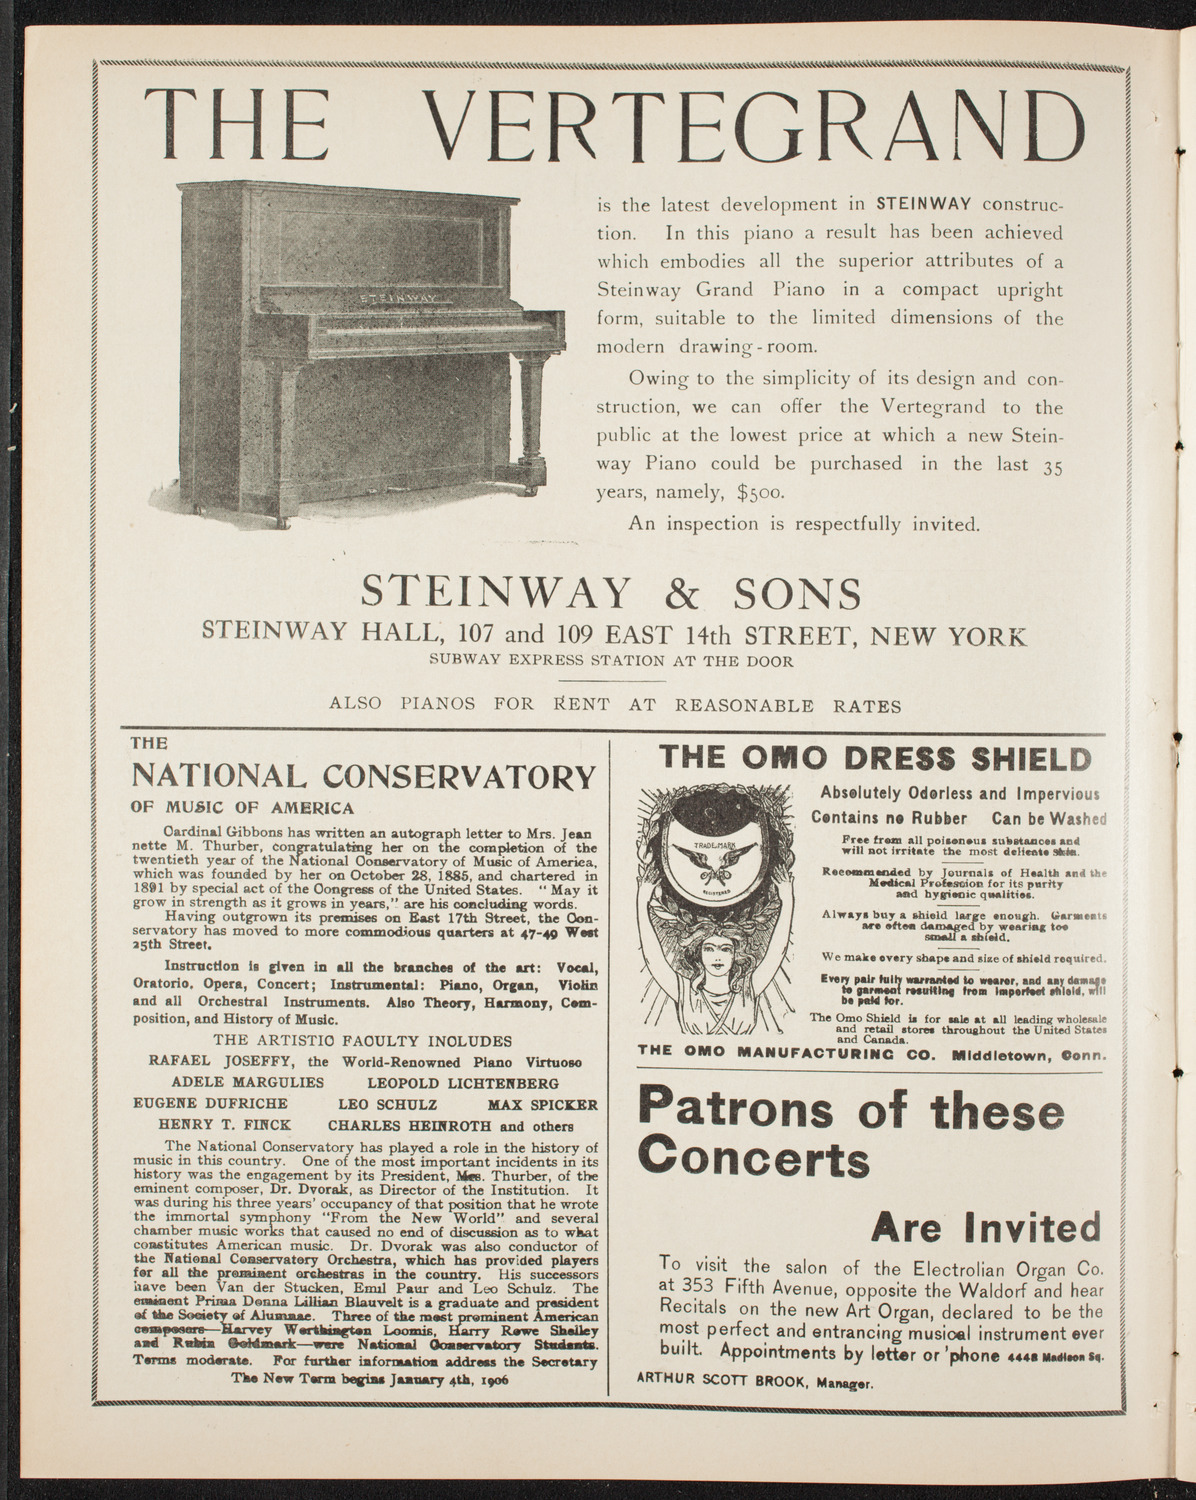 THE VERTEGRAND
STEINWAY
is the latest development in STEINWAY construc-
tion. In this piano a result has been achieved
which embodies all the superior attributes of a
Steinway Grand Piano in a compact upright
form, suitable to the limited dimensions of the
modern drawing-room.
Owing to the simplicity of its design and con-
struction, we can offer the Vertegrand to the
public at the lowest price at which a new Stein-
way Piano could be purchased in the last 35
years, namely, $500.
An inspection is respectfully invited.
STEINWAY & SONS
STEINWAY HALL, 107 and 109 EAST 14th STREET, NEW YORK
SUBWAY EXPRESS STATION AT THE DOOR
ALSO PIANOS FOR RENT AT REASONABLE RATES
THE
NATIONAL CONSERVATORY
OF MUSIC OF AMERICA
Cardinal Gibbons has written an autograph letter to Mrs. Jean
nette M. Thurber, congratulating her on the completion of the
twentieth year of the National Conservatory of Music of America,
which was founded by her on October 28, 1885, and chartered in
1891 by special act of the Congress of the United States. "May it
grow in strength as it grows in years," are his concluding words.
Having outgrown its premises on East 17th Street, the Con-
servatory has moved to more commodious quarters at 47-49 West
25th Street.
Instruction is given in all the branches of the art: Vocal,
Oratorio, Opera, Concert; Instrumental: Piano, Organ, Violin
and all Orchestral Instruments. Also Theory, Harmony, Com-
position, and History of Music.
THE ARTISTIC FACULTY INCLUDES
RAFAEL JOSEFFY, the World-Renowned Piano Virtuoso
ADELE MARGULIES LEOPOLD LICHTENBERG
EUGENE DUFRICHE LEO SCHULZ MAX SPICKER
HENRY T. FINCK CHARLES HEINROTH and others
The National Conservatory has played a role in the history of
music in this country. One of the most important incidents in its
history was the engagement by its President, Mrs. Thurber, of the
eminent composer, Dr. Dvorak, as Director of the Institution. It
was during his three years' occupancy of that position that he wrote
the immortal symphony "From the New World" and several
chamber music works that caused no end of discussion as to what
constitutes American music. Dr. Dvorak was also conductor of
the National Conservatory Orchestra, which has provided players
for all the prominent orchestras in the country. His successors
have been Van der Stucken, Emil Paur and Leo Schulz. The
eminent Prima Donna Lillian Blauvelt is a graduate and president
of the Society of Alumnae. Three of the most prominent American
composers—Harvey Worthington Loomis, Harry Rowe Shelley
and Rubin Goldmark—were National Conservatory Students.
Terms moderate. For further information address the Secretary
The New Term begins January 4th, 1906
THE OMO DRESS SHIELD
TRADE MARK
REGISTERED
Absolutely Odorless and Impervious
Contains no Rubber Can be Washed
Free from all poisonous substances and
will not irritate the most delicate skin.
Recommended by Journals of Health and the
Medical Profession for its purity
and hygienic qualities.
Always buy a shield large enough. Garments
are often damaged by wearing too
small a shield.
We make every shape and size of shield required.
Every pair fully warranted to wearer, and any damage
to garment resulting from imperfect shield, will
be paid for.
The Omo Shield is for sale at all leading wholesale
and retail stores throughout the United States
and Canada.
THE OMO MANUFACTURING CO. Middletown, Conn.
Patrons of these
Concerts
Are Invited
To visit the salon of the Electrolian Organ Co.
at 353 Fifth Avenue, opposite the Waldorf and hear
Recitals on the new Art Organ, declared to be the
most perfect and entrancing musical instrument ever
built. Appointments by letter or 'phone 4448 Madison Sq.
ARTHUR SCOTT BROOK, Manager.